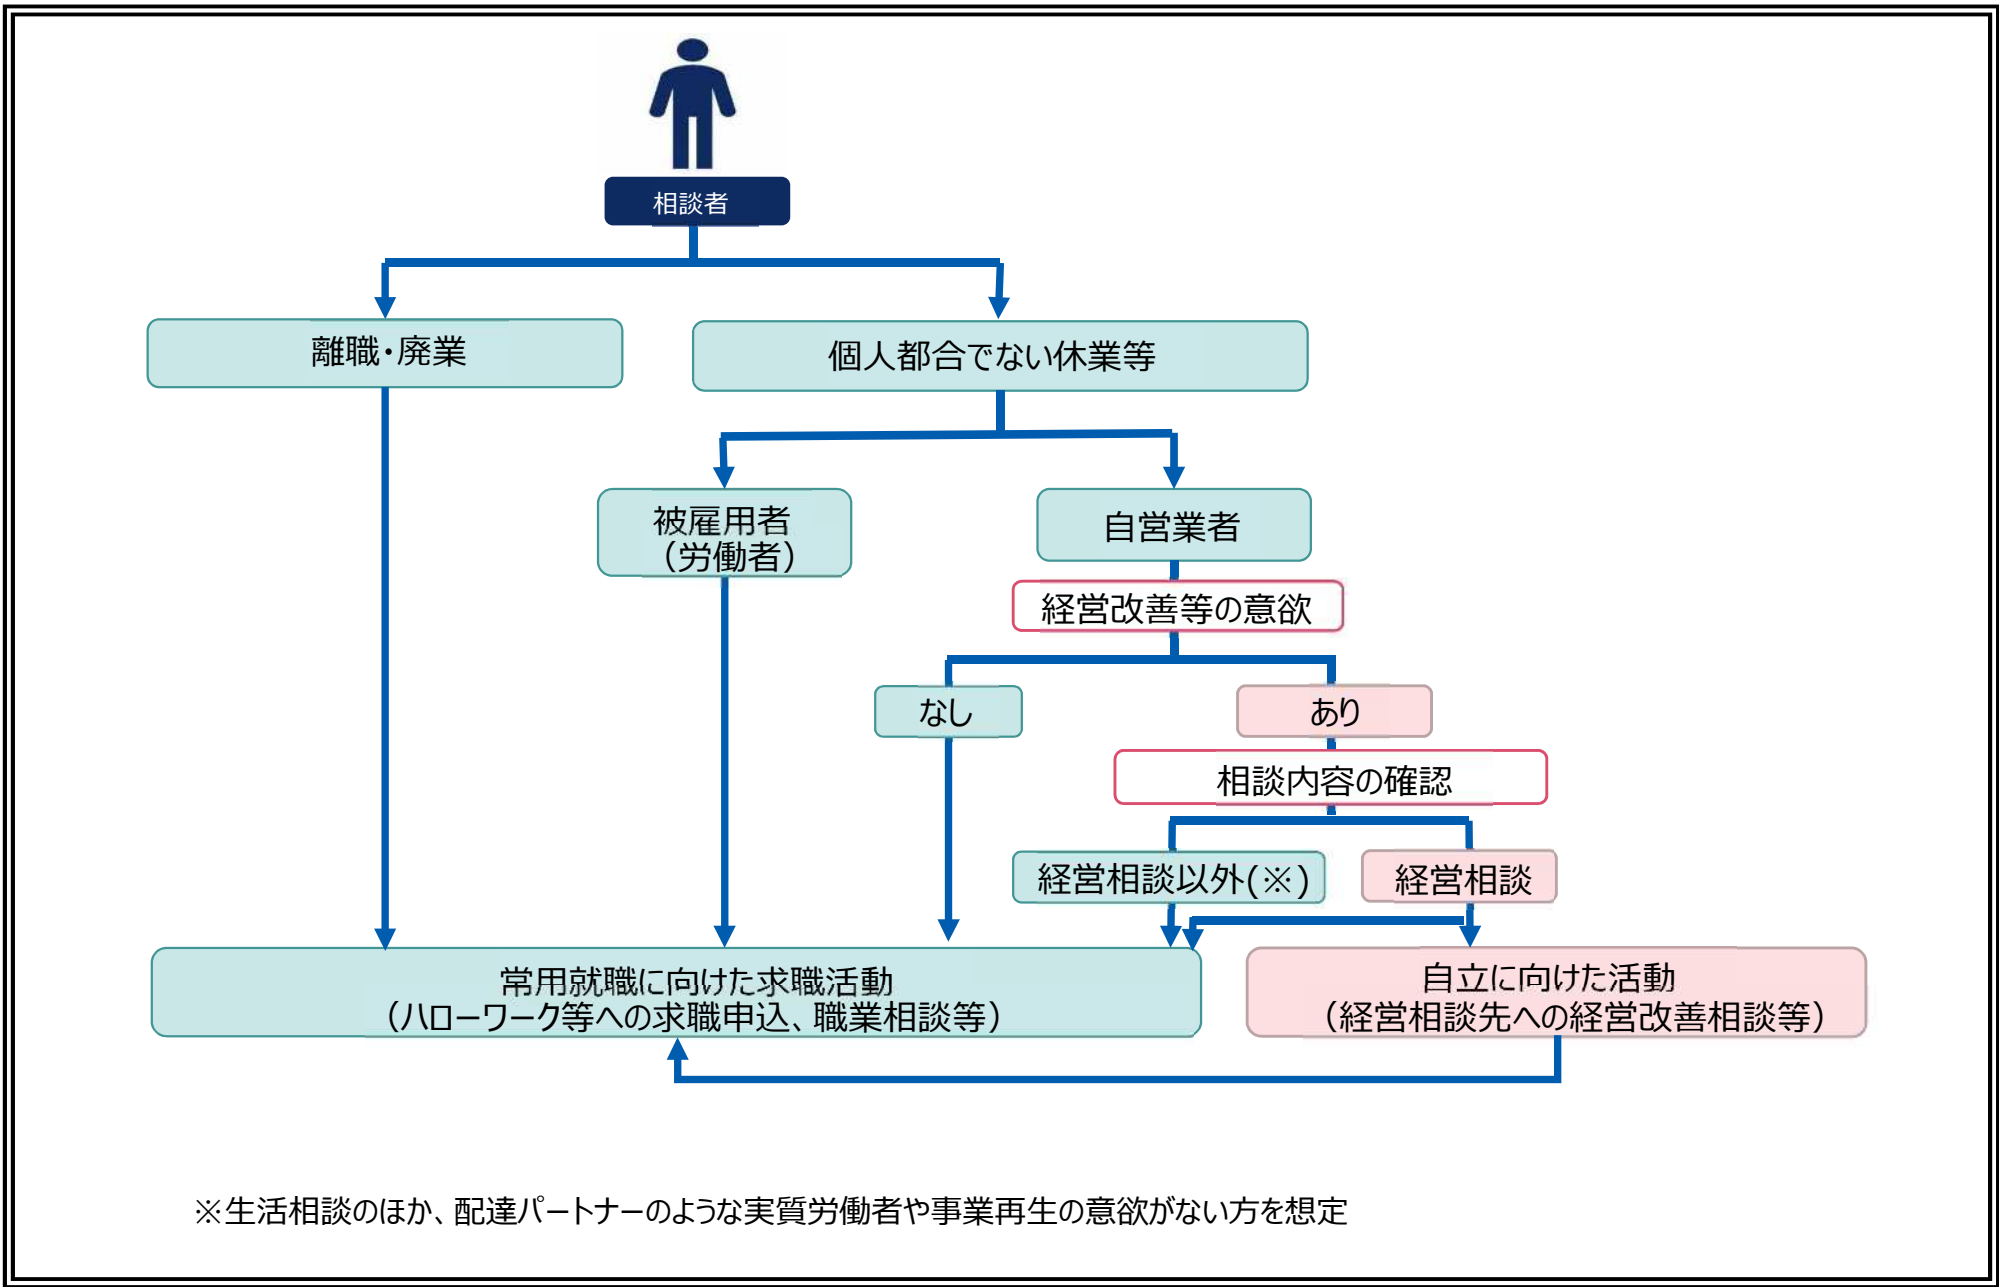 相談者
離職・廃業
個人都合でない休業等
被雇用者
（労働者）
自営業者
経営改善等の意欲
なし
あり
相談内容の確認
経営相談以外(※)
経営相談
常用就職に向けた求職活動
（ハローワーク等への求職申込、職業相談等）
自立に向けた活動
（経営相談先への経営改善相談等）
※生活相談のほか、配達パートナーのような実質労働者や事業再生の意欲がない方を想定